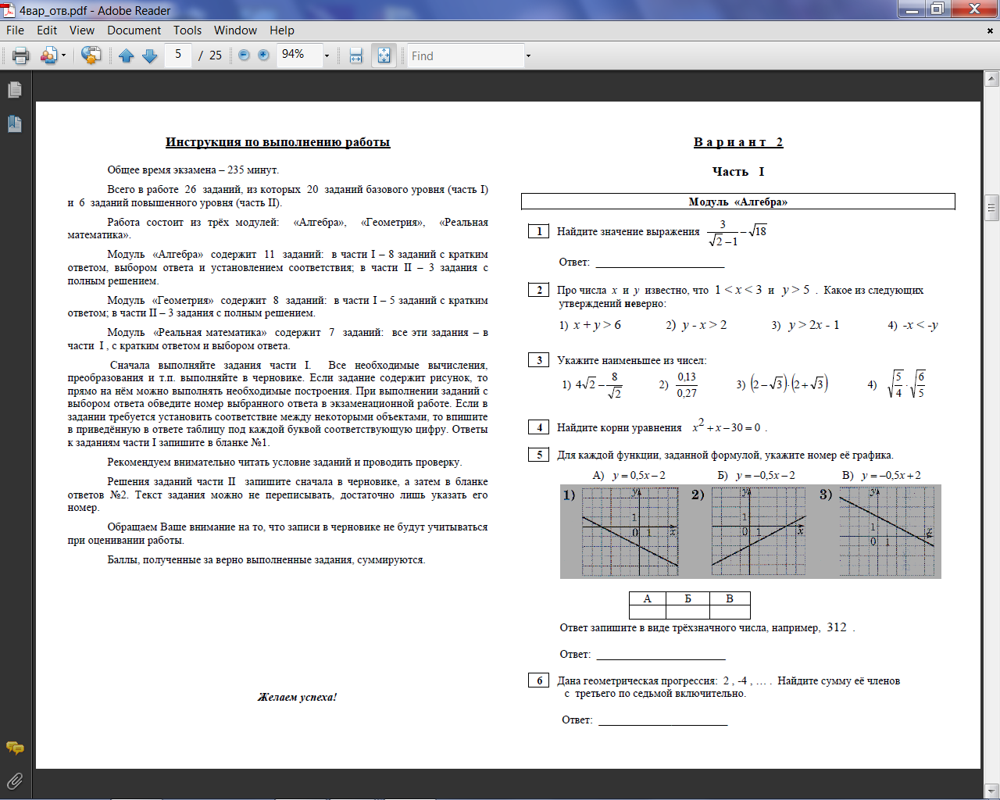 4вар_отв.pdf - Adobe Reader
File Edit View Document Tools Window Help
5 / 25 94% Find
Инструкция по выполнению работы
Общее время экзамена – 235 минут.
Всего в работе 26 заданий, из которых 20 заданий базового уровня (часть I)
и 6 заданий повышенного уровня (часть II).
Работа состоит из трёх модулей: «Алгебра», «Геометрия», «Реальная
математика».
Модуль «Алгебра» содержит 11 заданий: в части I – 8 заданий с кратким
ответом, выбором ответа и установлением соответствия; в части II – 3 задания с
полным решением.
Модуль «Геометрия» содержит 8 заданий: в части I – 5 заданий с кратким
ответом; в части II – 3 задания с полным решением.
Модуль «Реальная математика» содержит 7 заданий: все эти задания – в
части I , с кратким ответом и выбором ответа.
Сначала выполняйте задания части I. Все необходимые вычисления,
преобразования и т.п. выполняйте в черновике. Если задание содержит рисунок, то
прямо на нём можно выполнять необходимые построения. При выполнении заданий с
выбором ответа обведите номер выбранного ответа в экзаменационной работе. Если в
задании требуется установить соответствие между некоторыми объектами, то впишите
в приведённую в ответе таблицу под каждой буквой соответствующую цифру. Ответы
к заданиям части I запишите в бланке №1.
Рекомендуем внимательно читать условие заданий и проводить проверку.
Решения заданий части II запишите сначала в черновике, а затем в бланке
ответов №2. Текст задания можно не переписывать, достаточно лишь указать его
номер.
Обращаем Ваше внимание на то, что записи в черновике не будут учитываться
при оценивании работы.
Баллы, полученные за верно выполненные задания, суммируются.
Желаем успеха!
Вариант 2
Часть I
Модуль «Алгебра»
1 Найдите значение выражения 3/(√2 − 1) − √18
Ответ: ______________________
2 Про числа x и y известно, что 1 < x < 3 и y > 5 . Какое из следующих
утверждений неверно:
1) x + y > 6 2) y - x > 2 3) y > 2x - 1 4) -x < -y
3 Укажите наименьшее из чисел:
1) 4√2 − 8/√2 2) 0,13/0,27 3) (2 − √3)·(2 + √3) 4) √(5/4) · √(6/5)
4 Найдите корни уравнения x² + x − 30 = 0 .
5 Для каждой функции, заданной формулой, укажите номер её графика.
А) y = 0,5x − 2 Б) y = −0,5x − 2 В) y = −0,5x + 2
1) y 1 0 1 x 2) y 1 0 1 x 3) y 1 0 1 x
А Б В
Ответ запишите в виде трёхзначного числа, например, 312 .
Ответ: ______________________
6 Дана геометрическая прогрессия: 2 , -4 , … . Найдите сумму её членов
с третьего по седьмой включительно.
Ответ: ______________________